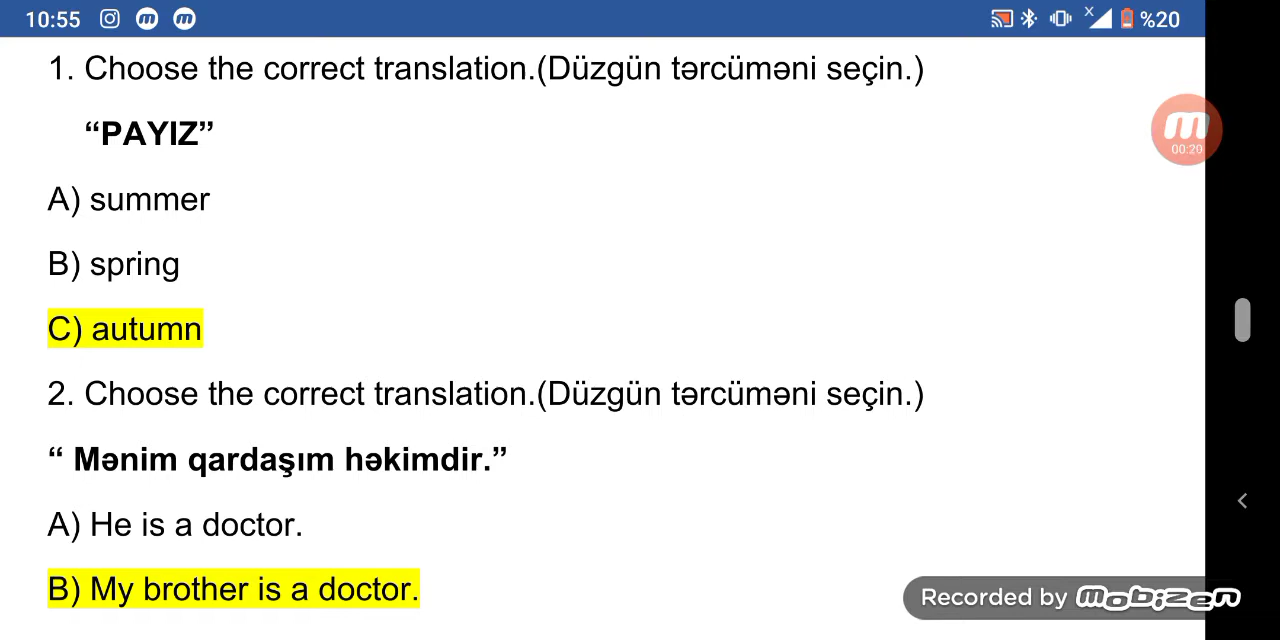 10:55 %20
1. Choose the correct translation.(Düzgün tərcüməni seçin.)
“PAYIZ”
00:20
A) summer
B) spring
C) autumn
2. Choose the correct translation.(Düzgün tərcüməni seçin.)
“ Mənim qardaşım həkimdir.”
A) He is a doctor.
B) My brother is a doctor.
Recorded by mobizen